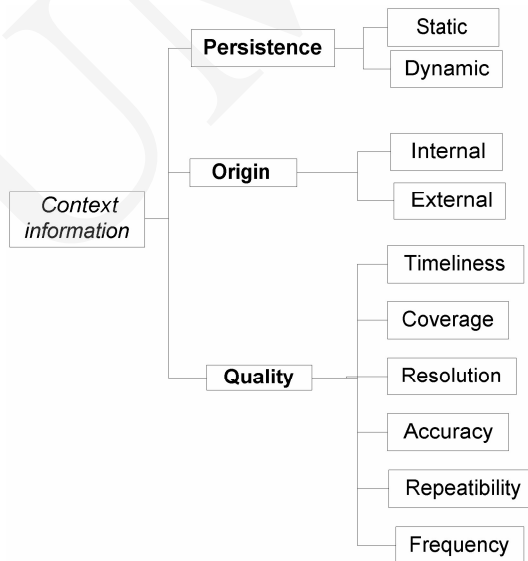 Persistence
Static
Dynamic
Origin
Internal
External
Context
information
Quality
Timeliness
Coverage
Resolution
Accuracy
Repeatibility
Frequency